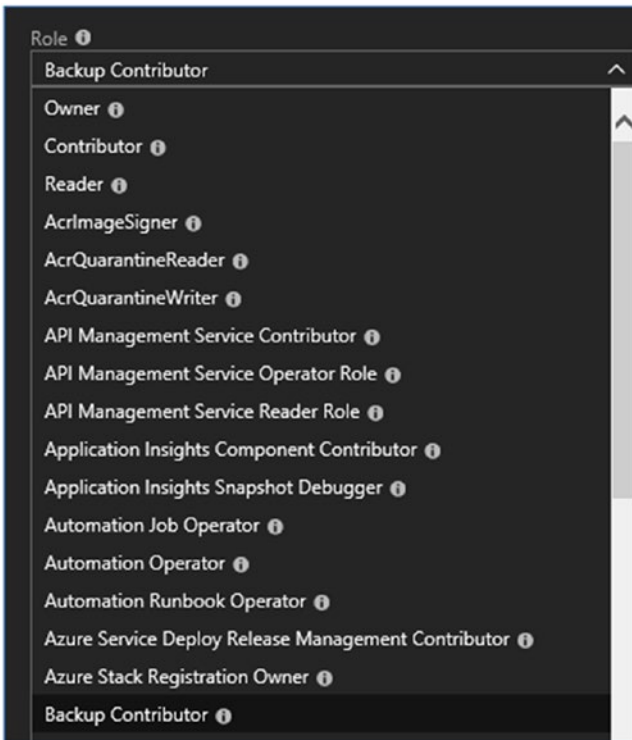 Role
Backup Contributor
Owner
Contributor
Reader
AcrImageSigner
AcrQuarantineReader
AcrQuarantineWriter
API Management Service Contributor
API Management Service Operator Role
API Management Service Reader Role
Application Insights Component Contributor
Application Insights Snapshot Debugger
Automation Job Operator
Automation Operator
Automation Runbook Operator
Azure Service Deploy Release Management Contributor
Azure Stack Registration Owner
Backup Contributor